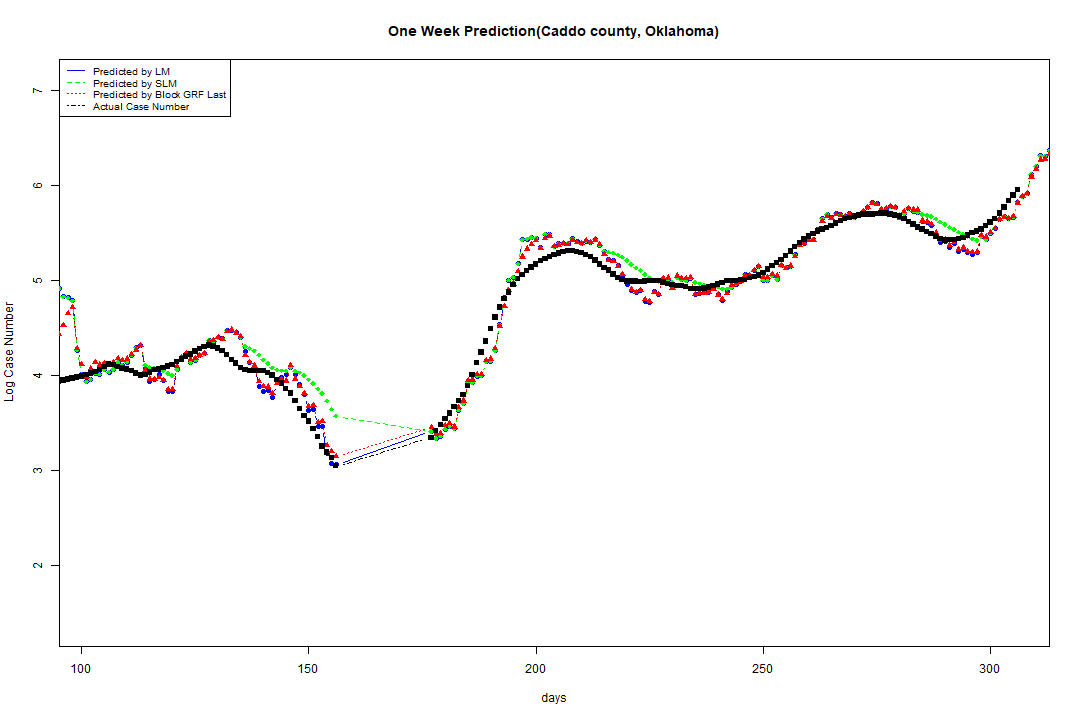 One Week Prediction(Caddo county, Oklahoma)
Predicted by LM
Predicted by SLM
Predicted by Block GRF Last
Actual Case Number
7
6
5
4
3
2
Log Case Number
100 150 200 250 300
days